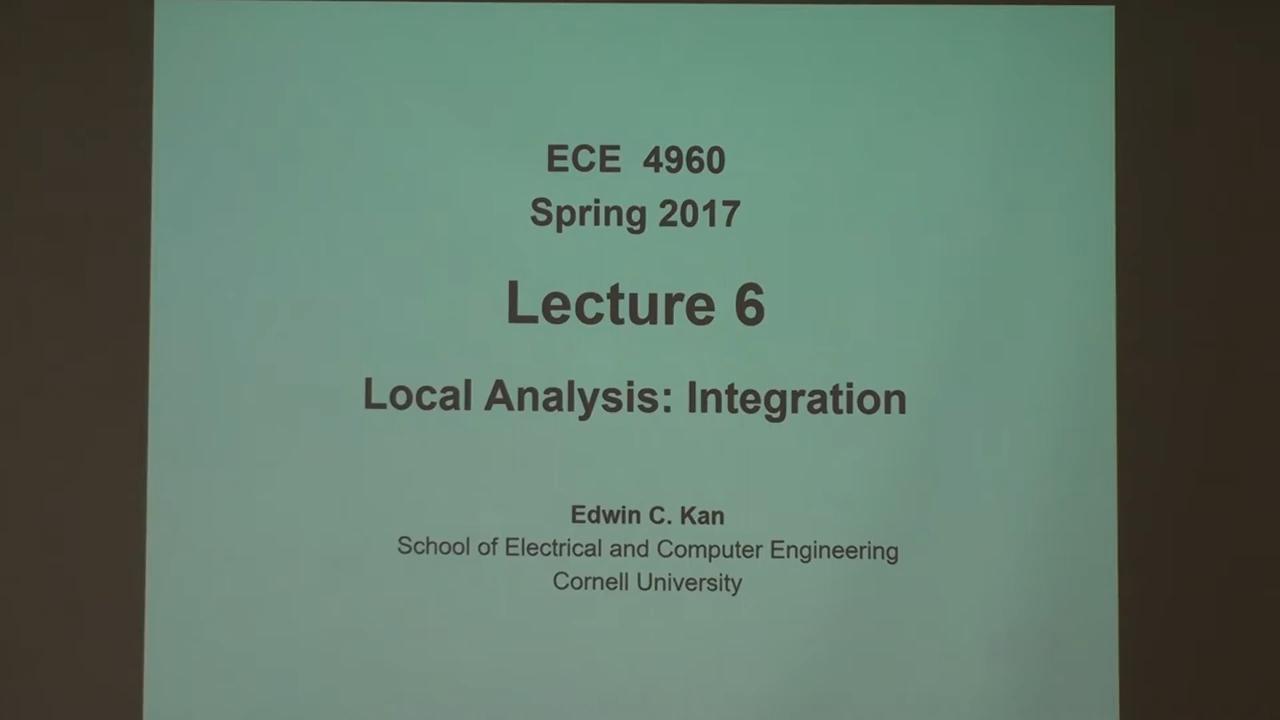 ECE 4960
Spring 2017
Lecture 6
Local Analysis: Integration
Edwin C. Kan
School of Electrical and Computer Engineering
Cornell University